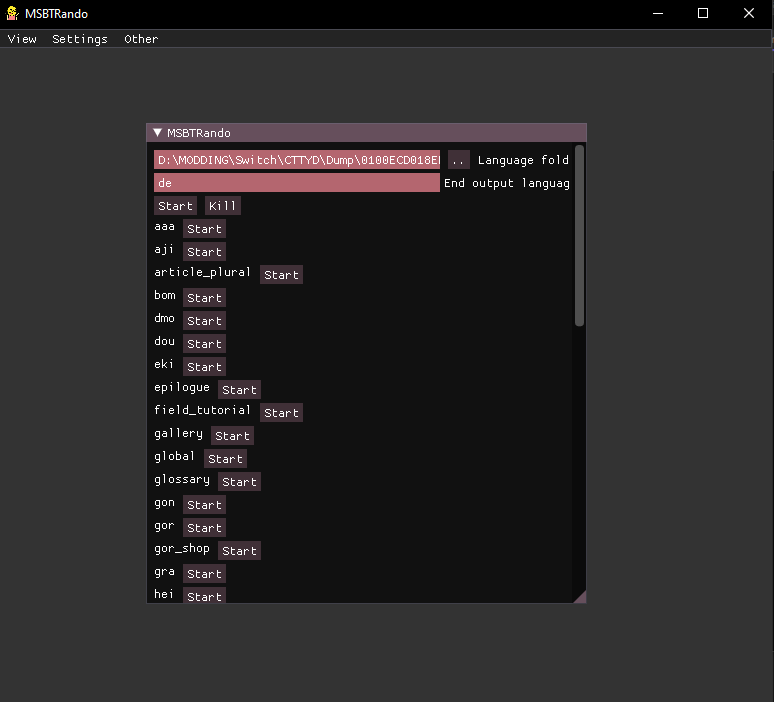 MSBTRando
View Settings Other
MSBTRando
D:\MODDING\Switch\CTTYD\Dump\0100ECD018E .. Language fold
de End output languag
Start Kill
aaa Start
aji Start
article_plural Start
bom Start
dmo Start
dou Start
eki Start
epilogue Start
field_tutorial Start
gallery Start
global Start
glossary Start
gon Start
gor Start
gor_shop Start
gra Start
hei Start